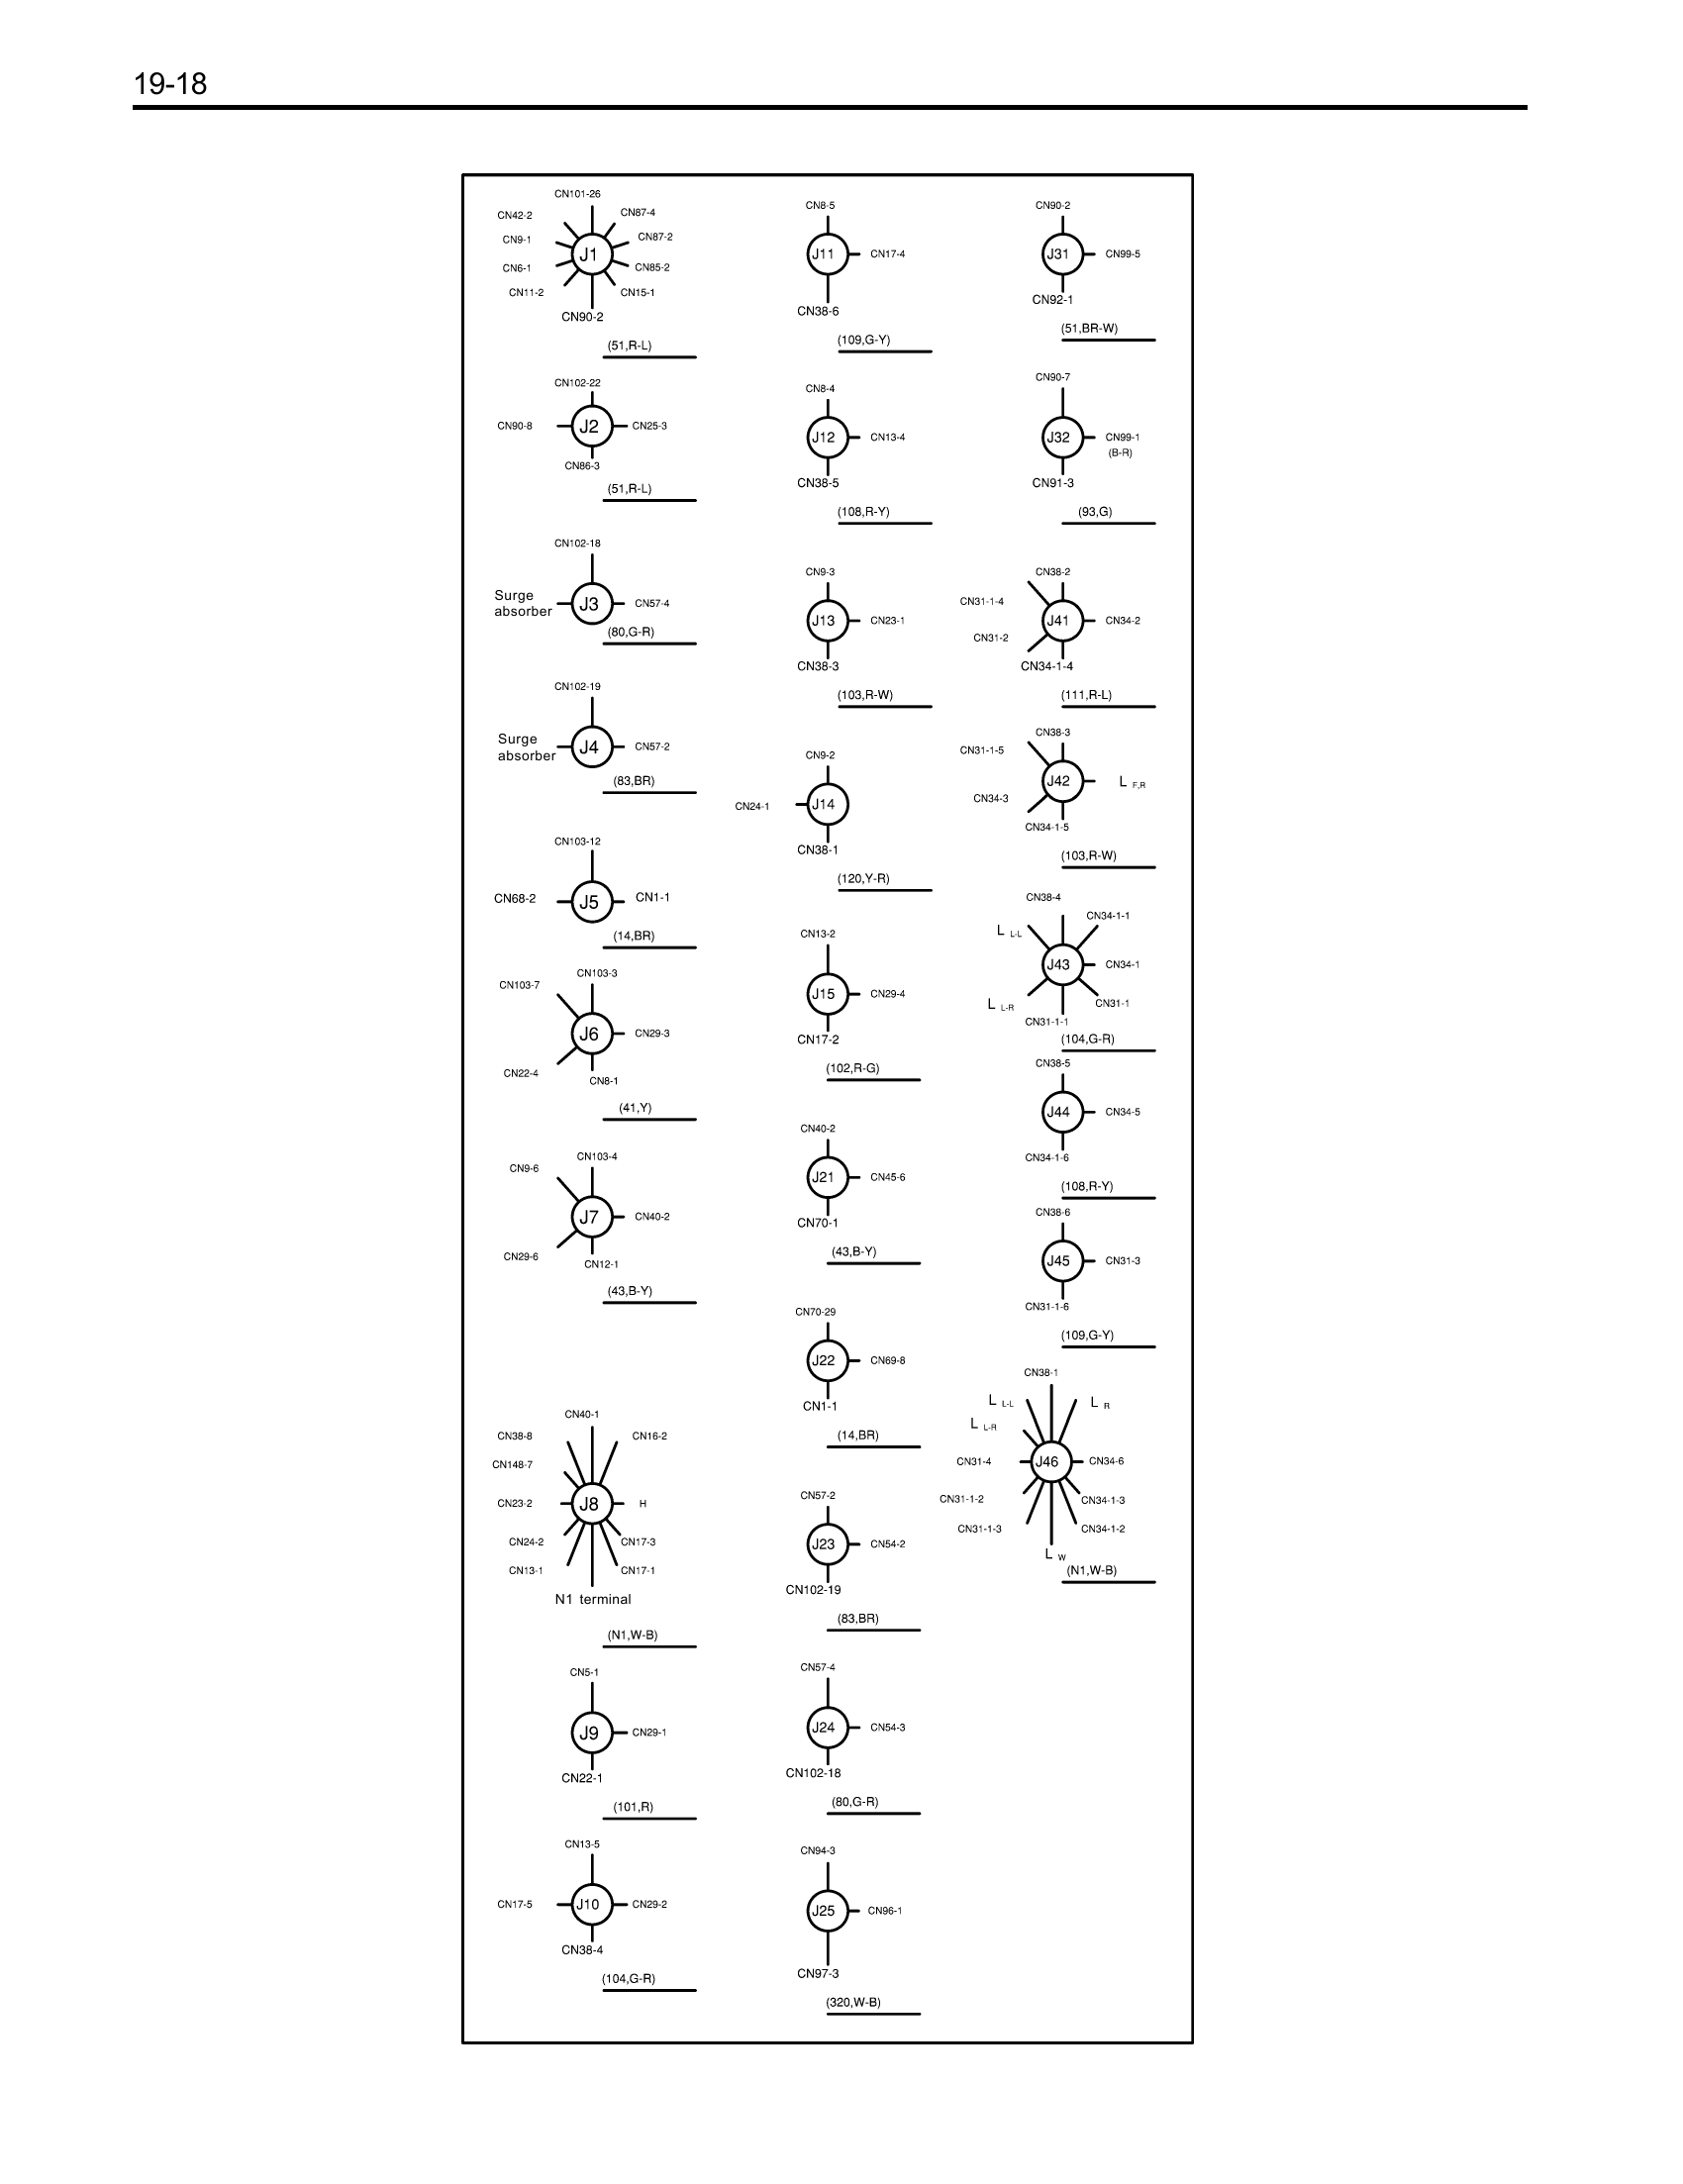 19-18
CN101-26
CN42-2
CN87-4
CN9-1
CN87-2
J1
CN6-1
CN85-2
CN11-2
CN15-1
CN90-2
(51,R-L)
CN102-22
CN90-8
J2
CN25-3
CN86-3
(51,R-L)
CN102-18
Surge
absorber
J3
CN57-4
(80,G-R)
CN102-19
Surge
absorber
J4
CN57-2
(83,BR)
CN103-12
CN68-2
J5
CN1-1
(14,BR)
CN103-3
CN103-7
J6
CN29-3
CN22-4
CN8-1
(41,Y)
CN103-4
CN9-6
J7
CN40-2
CN29-6
CN12-1
(43,B-Y)
CN40-1
CN38-8
CN16-2
CN148-7
CN23-2
J8
H
CN24-2
CN17-3
CN13-1
CN17-1
N1 terminal
(N1,W-B)
CN5-1
J9
CN29-1
CN22-1
(101,R)
CN13-5
CN17-5
J10
CN29-2
CN38-4
(104,G-R)
CN8-5
J11
CN17-4
CN38-6
(109,G-Y)
CN8-4
J12
CN13-4
CN38-5
(108,R-Y)
CN9-3
J13
CN23-1
CN38-3
(103,R-W)
CN9-2
CN24-1
J14
CN38-1
(120,Y-R)
CN13-2
J15
CN29-4
CN17-2
(102,R-G)
CN40-2
J21
CN45-6
CN70-1
(43,B-Y)
CN70-29
J22
CN69-8
CN1-1
(14,BR)
CN57-2
J23
CN54-2
CN102-19
(83,BR)
CN57-4
J24
CN54-3
CN102-18
(80,G-R)
CN94-3
J25
CN96-1
CN97-3
(320,W-B)
CN90-2
J31
CN99-5
CN92-1
(51,BR-W)
CN90-7
J32
CN99-1
(B-R)
CN91-3
(93,G)
CN38-2
CN31-1-4
J41
CN34-2
CN31-2
CN34-1-4
(111,R-L)
CN38-3
CN31-1-5
J42
L F,R
CN34-3
CN34-1-5
(103,R-W)
CN38-4
CN34-1-1
L L-L
J43
CN34-1
L L-R
CN31-1
CN31-1-1
(104,G-R)
CN38-5
J44
CN34-5
CN34-1-6
(108,R-Y)
CN38-6
J45
CN31-3
CN31-1-6
(109,G-Y)
CN38-1
L L-L
L R
L L-R
CN31-4
J46
CN34-6
CN31-1-2
CN34-1-3
CN31-1-3
CN34-1-2
L W
(N1,W-B)